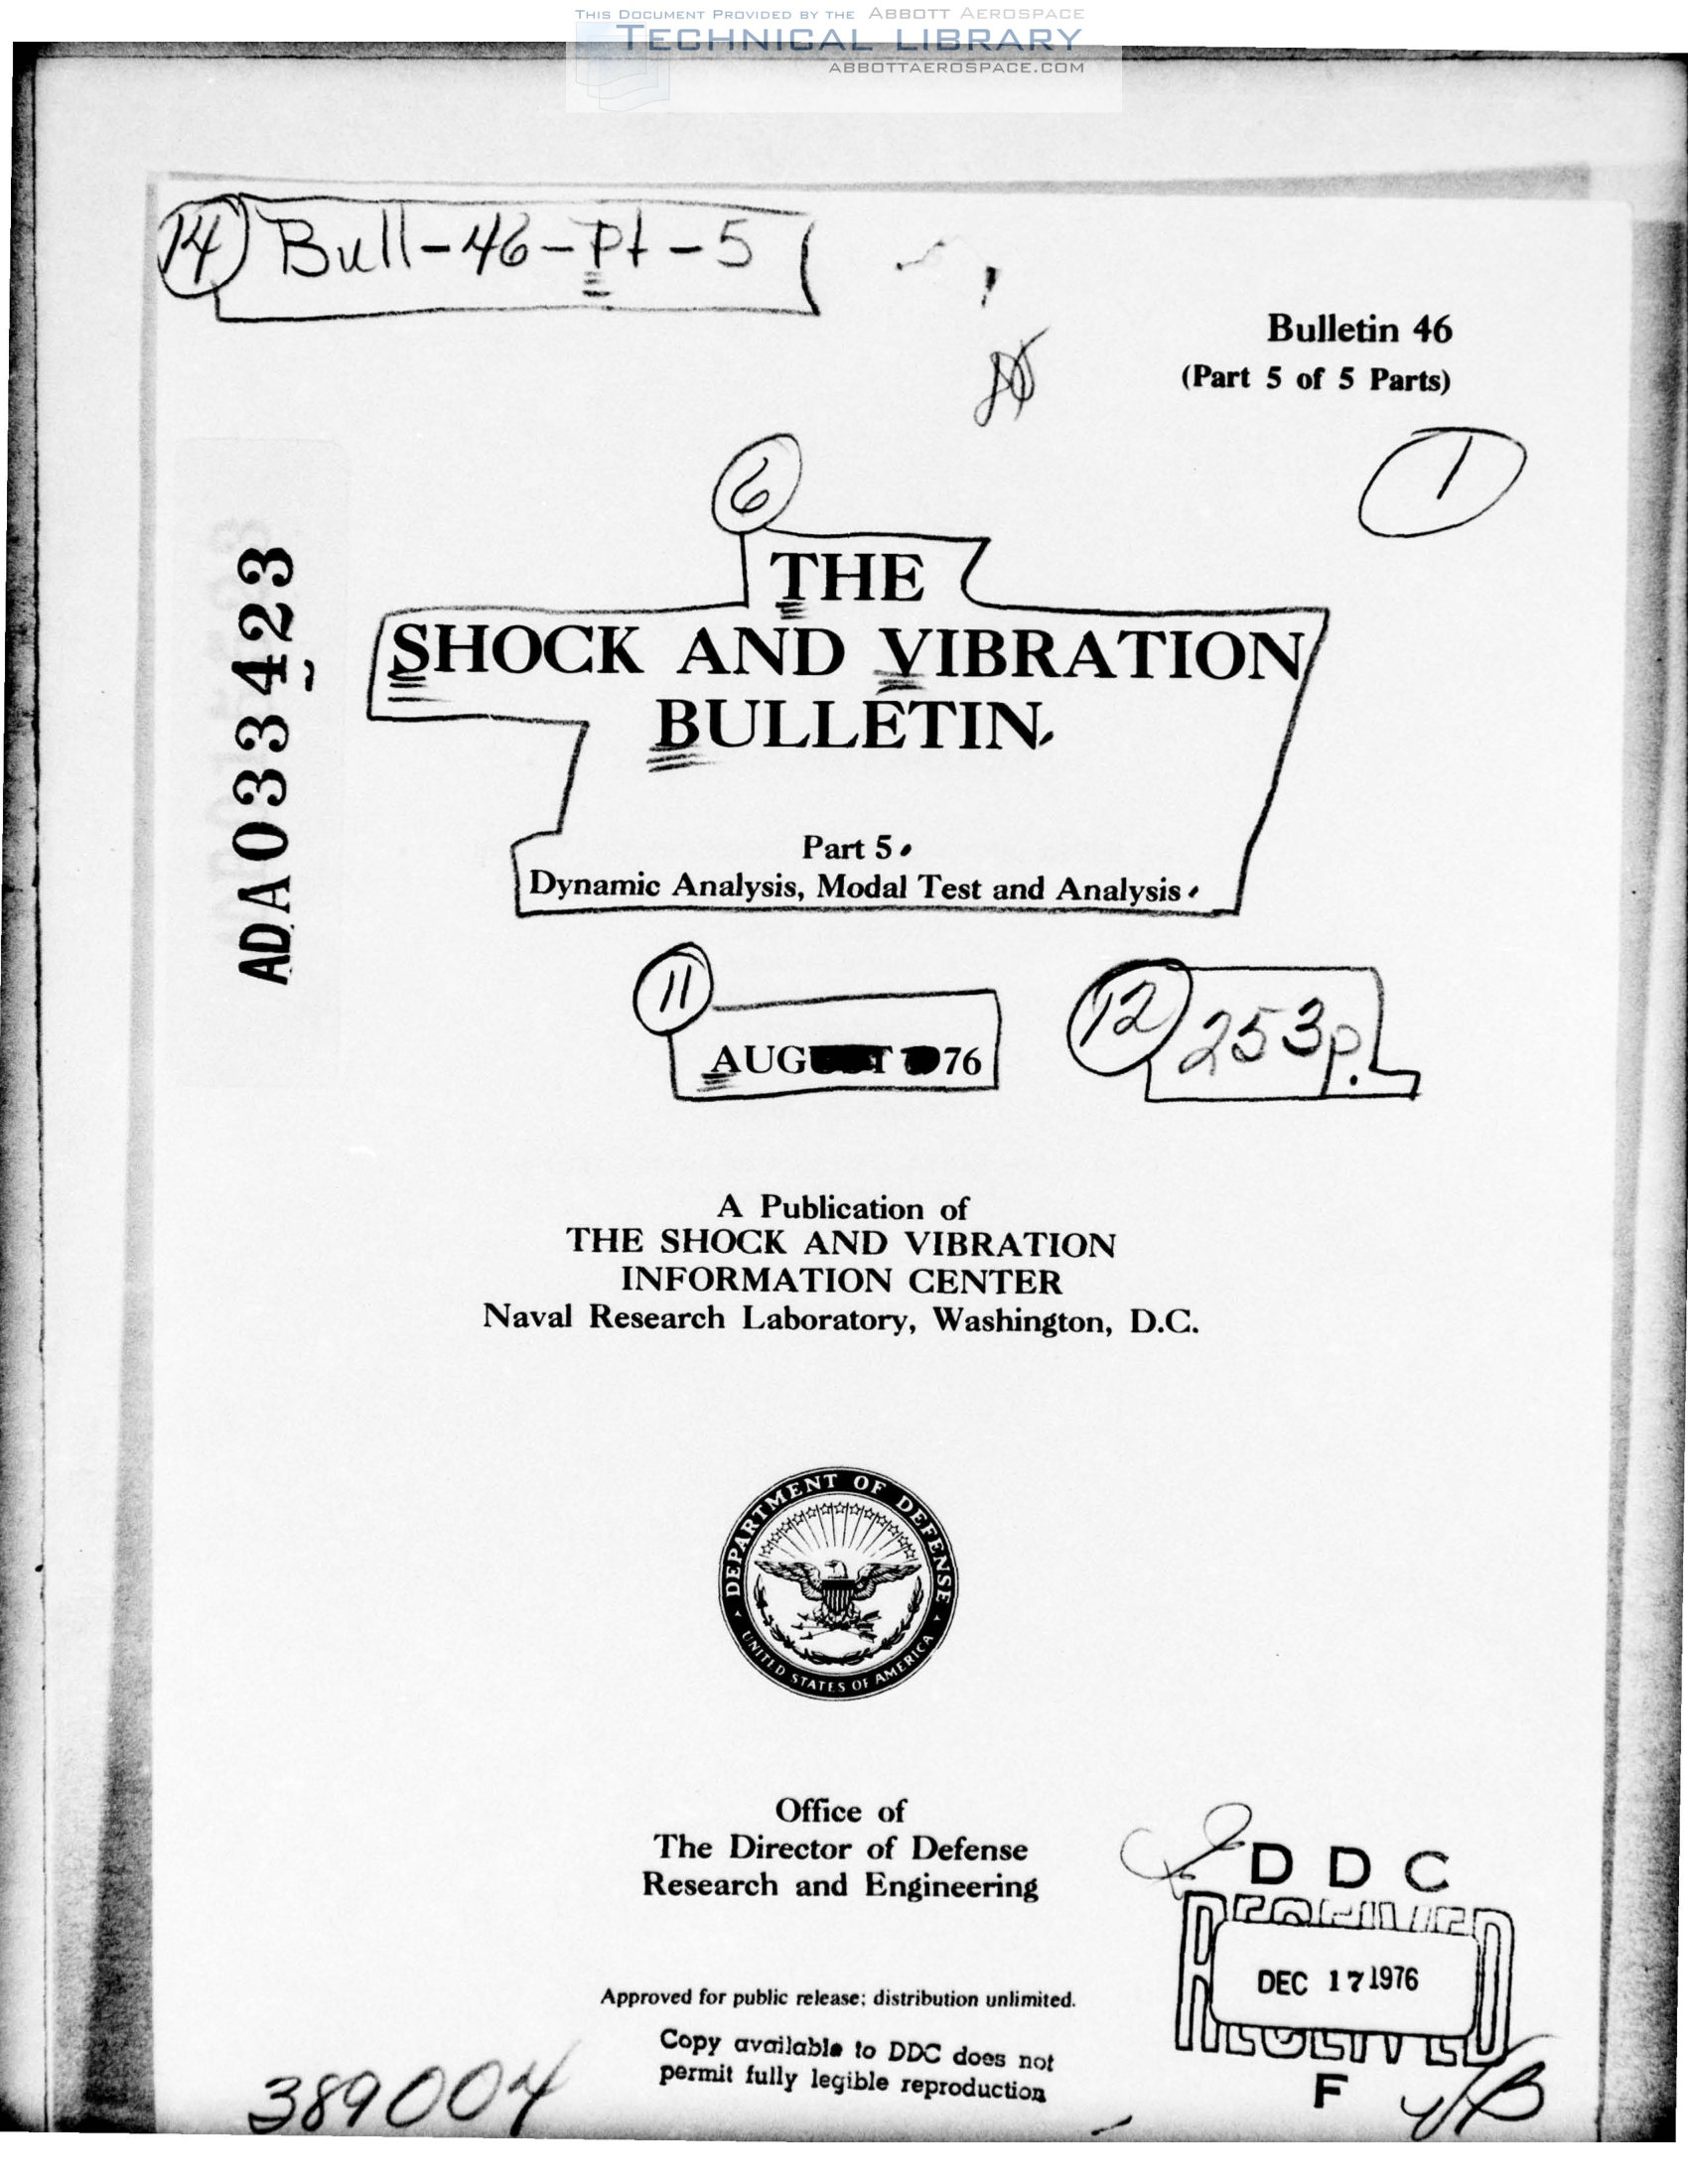 THIS DOCUMENT PROVIDED BY THE ABBOTT AEROSPACE
TECHNICAL LIBRARY
ABBOTTAEROSPACE.COM
14 Bull-46-Pt-5
Bulletin 46
(Part 5 of 5 Parts)
1
6
THE
SHOCK AND VIBRATION
BULLETIN
Part 5
Dynamic Analysis, Modal Test and Analysis
ADA033423
11
AUG 76
12 253p.
A Publication of
THE SHOCK AND VIBRATION
INFORMATION CENTER
Naval Research Laboratory, Washington, D.C.
DEPARTMENT OF DEFENSE
UNITED STATES OF AMERICA
Office of
The Director of Defense
Research and Engineering
D D C
RECEIVED
DEC 17 1976
RECEIVED
F
Approved for public release; distribution unlimited.
Copy available to DDC does not
permit fully legible reproduction
389004